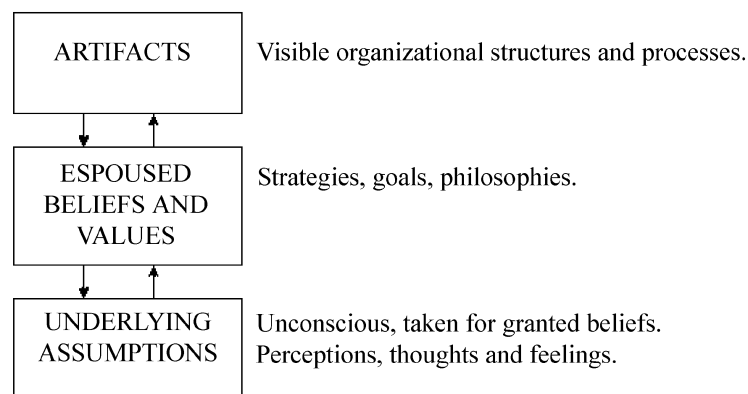 ARTIFACTS
Visible organizational structures and processes.
ESPOUSED
BELIEFS AND
VALUES
Strategies, goals, philosophies.
UNDERLYING
ASSUMPTIONS
Unconscious, taken for granted beliefs.
Perceptions, thoughts and feelings.